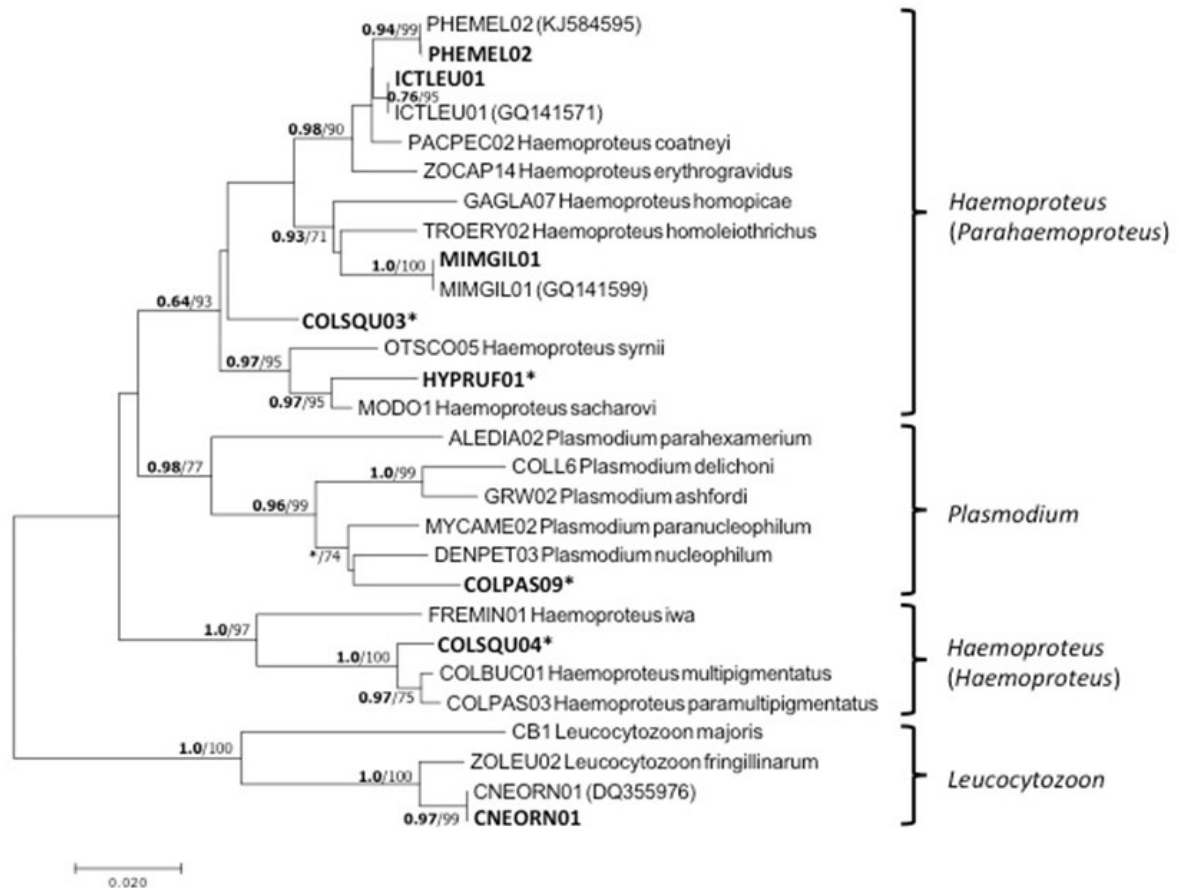 0.94/99
PHEMEL02 (KJ584595)
PHEMEL02
ICTLEU01
0.76/95
ICTLEU01 (GQ141571)
0.98/90
PACPEC02 Haemoproteus coatneyi
ZOCAP14 Haemoproteus erythrogravidus
GAGLA07 Haemoproteus homopicae
0.93/71
TROERY02 Haemoproteus homoleiothrichus
1.0/100
MIMGIL01
MIMGIL01 (GQ141599)
0.64/93
COLSQU03*
OTSCO05 Haemoproteus syrnii
0.97/95
HYPRUF01*
0.97/95
MODO1 Haemoproteus sacharovi
Haemoproteus
(Parahaemoproteus)
ALEDIA02 Plasmodium parahexamerium
0.98/77
COLL6 Plasmodium delichoni
1.0/99
GRW02 Plasmodium ashfordi
0.96/99
MYCAME02 Plasmodium paranucleophilum
*/74
DENPET03 Plasmodium nucleophilum
COLPAS09*
Plasmodium
FREMIN01 Haemoproteus iwa
1.0/97
COLSQU04*
1.0/100
COLBUC01 Haemoproteus multipigmentatus
0.97/75
COLPAS03 Haemoproteus paramultipigmentatus
Haemoproteus
(Haemoproteus)
CB1 Leucocytozoon majoris
1.0/100
ZOLEU02 Leucocytozoon fringillinarum
1.0/100
CNEORN01 (DQ355976)
0.97/99
CNEORN01
Leucocytozoon
0.020